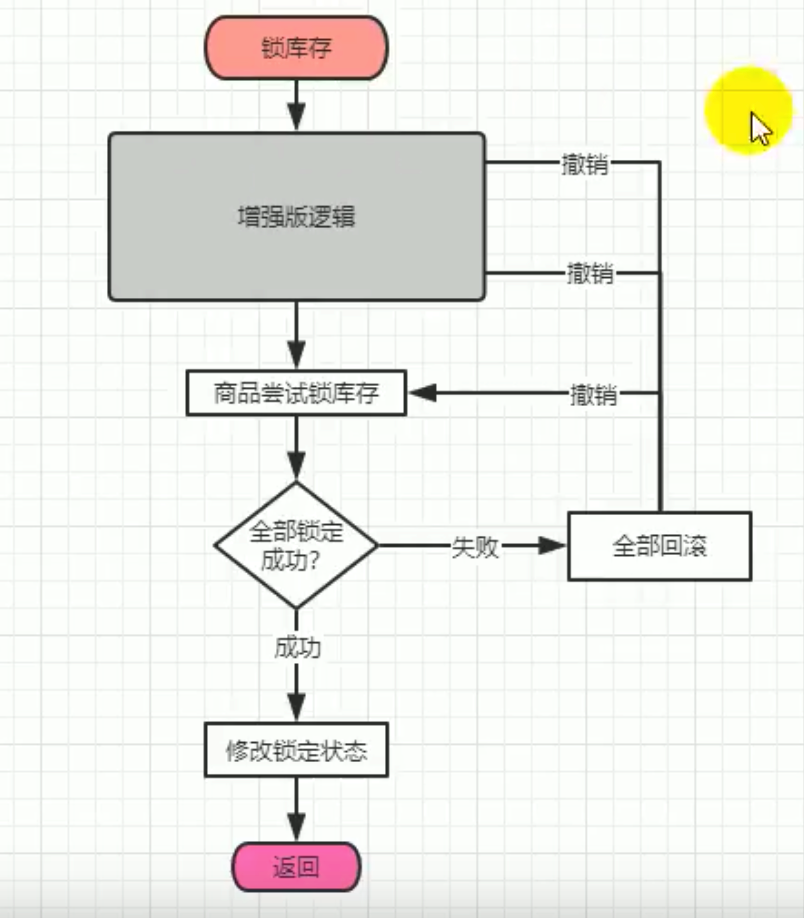 锁库存
增强版逻辑
撤销
撤销
商品尝试锁库存
撤销
全部锁定
成功？
失败
全部回滚
成功
修改锁定状态
返回